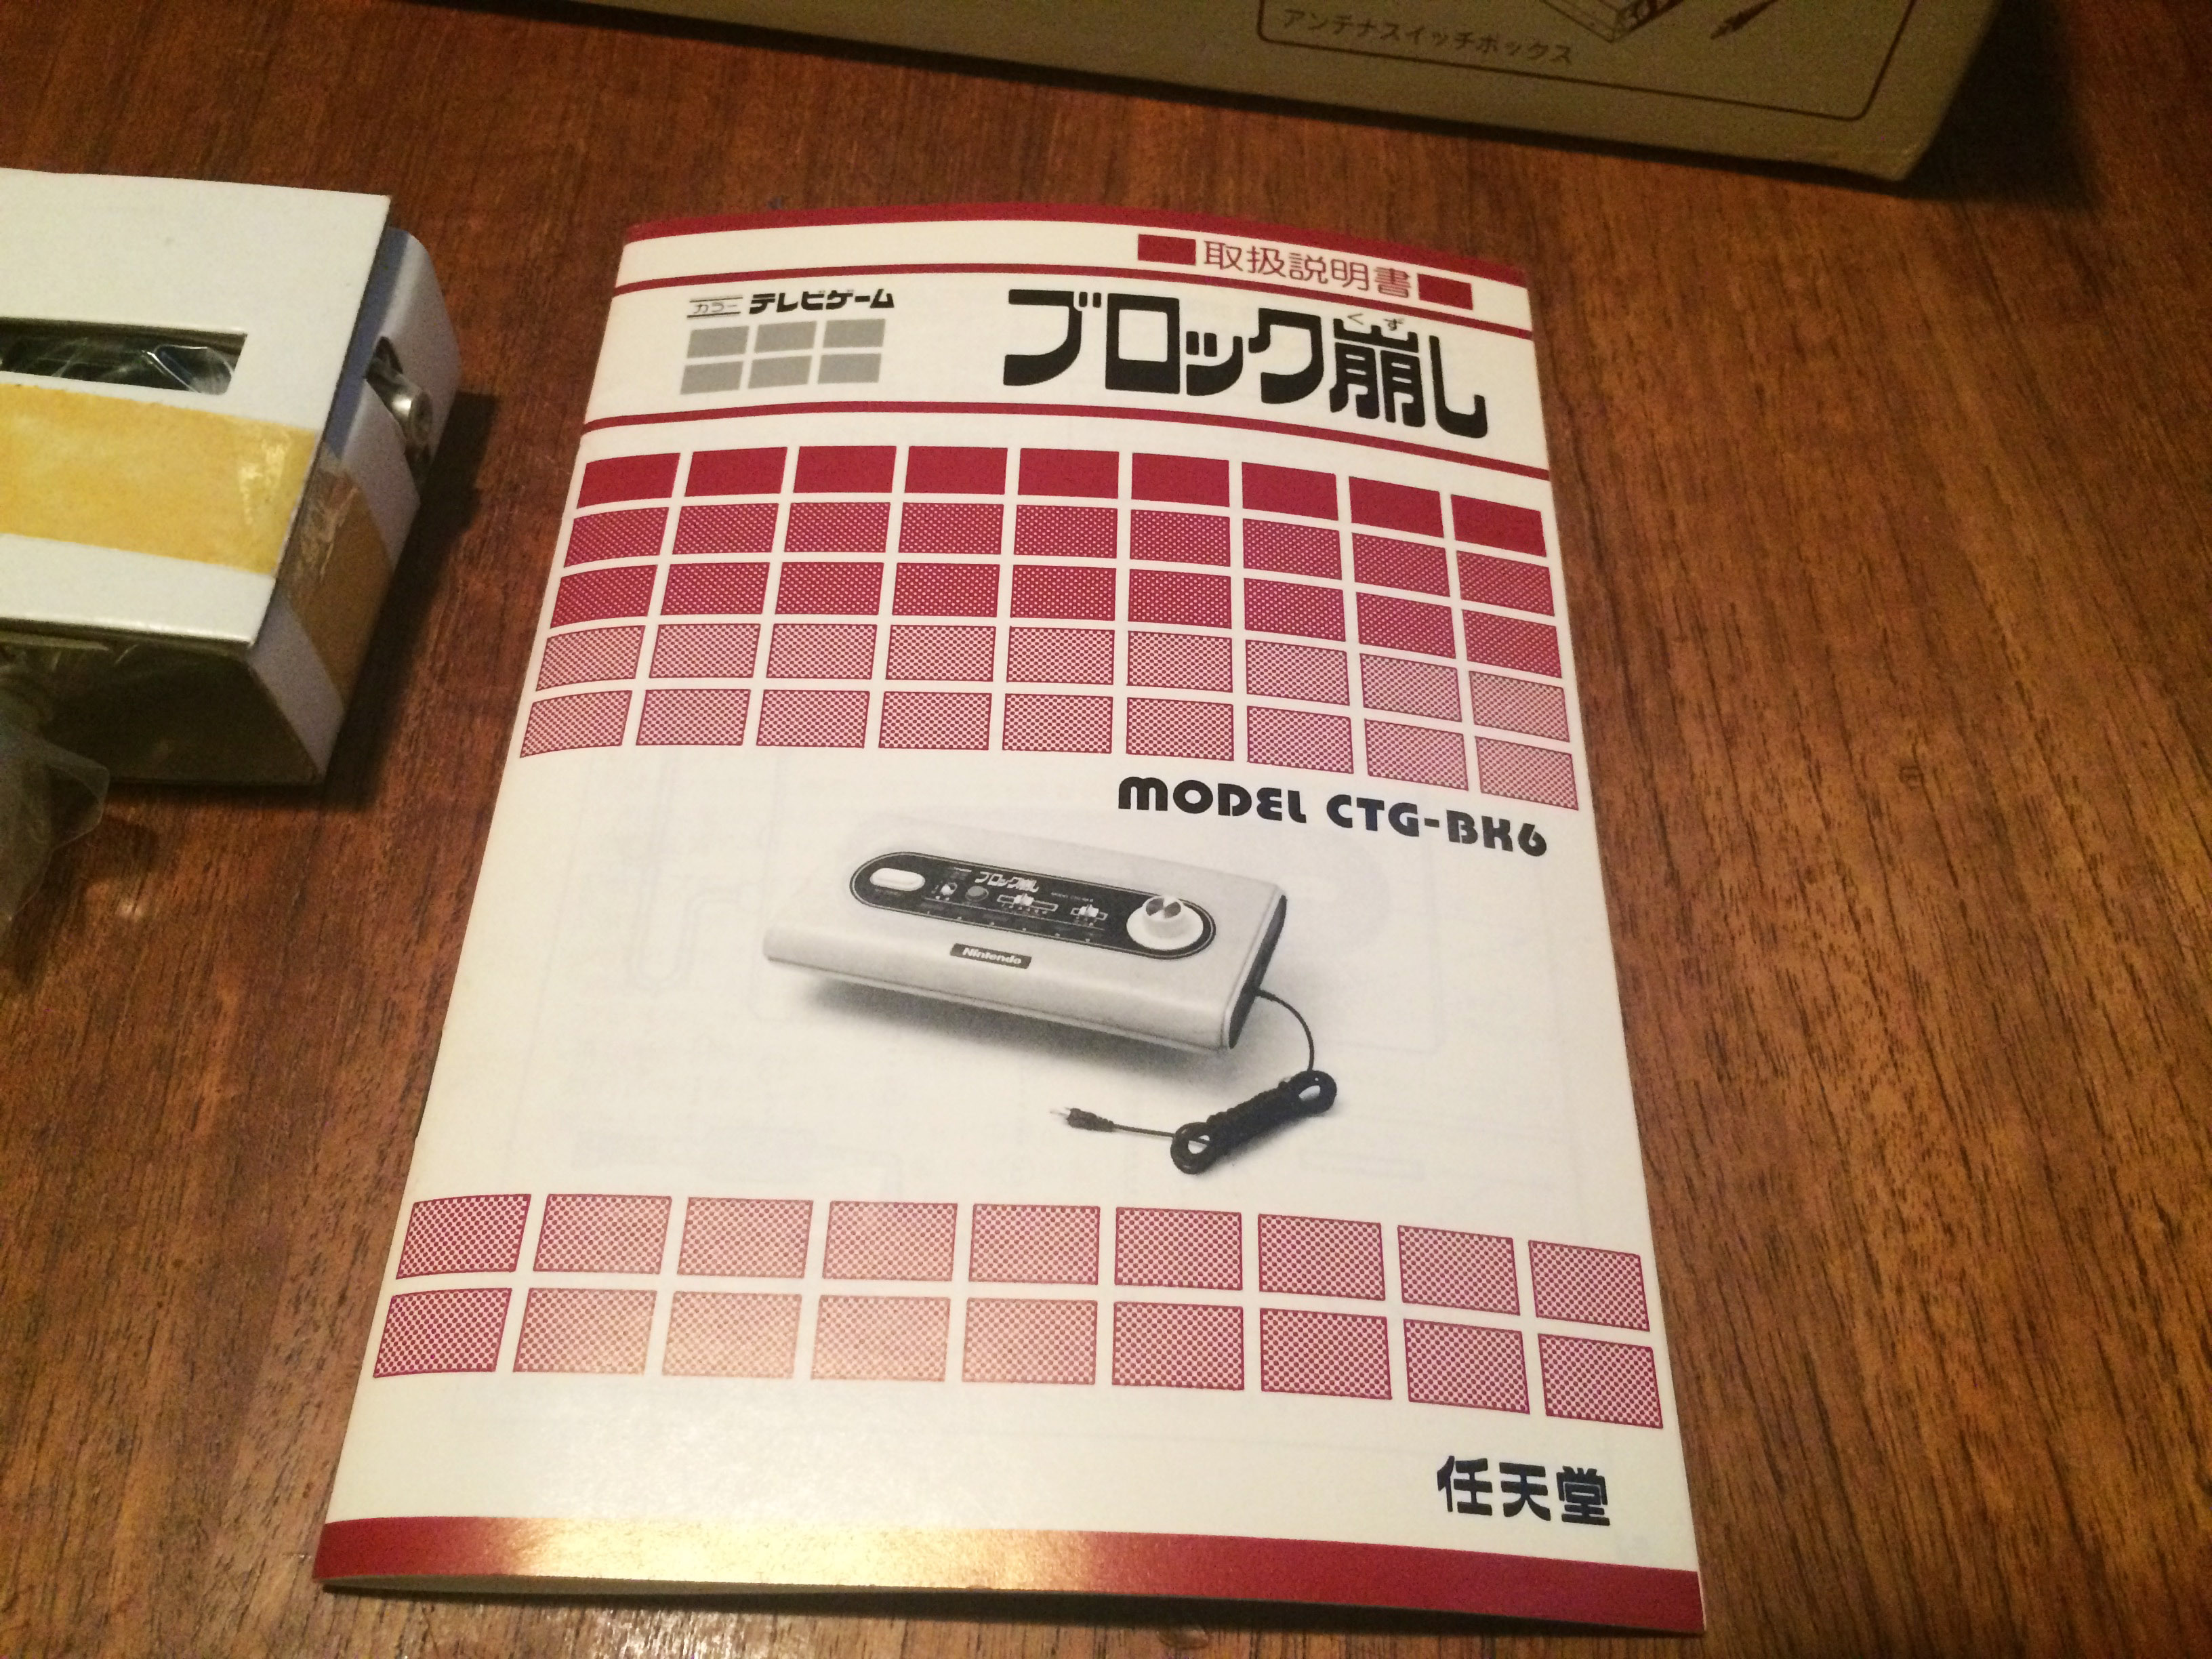 アンテナスイッチボックス
取扱説明書
カラー テレビゲーム
くず
ブロック崩し
MODEL CTG-BK6
ブロック崩し
Nintendo
任天堂